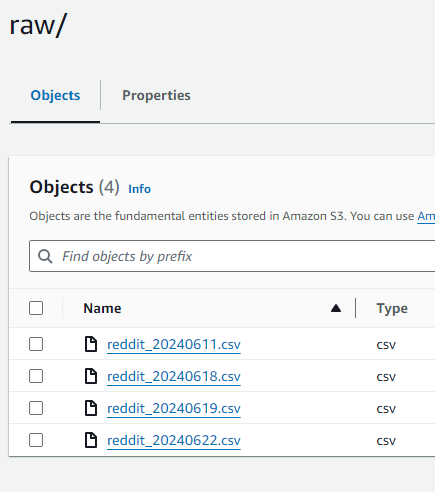 raw/
Objects Properties
Objects (4) Info
Objects are the fundamental entities stored in Amazon S3. You can use Am
Find objects by prefix
Name Type
reddit_20240611.csv csv
reddit_20240618.csv csv
reddit_20240619.csv csv
reddit_20240622.csv csv